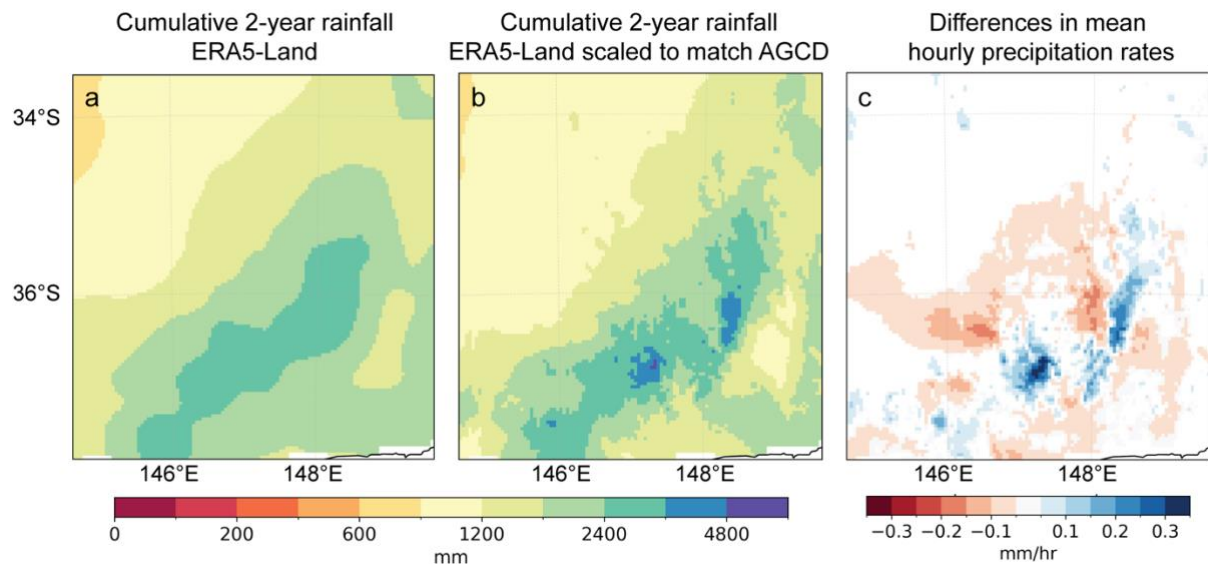 Cumulative 2-year rainfall
ERA5-Land
Cumulative 2-year rainfall
ERA5-Land scaled to match AGCD
Differences in mean
hourly precipitation rates
a
b
c
34°S
36°S
146°E 148°E
146°E 148°E
146°E 148°E
0 200 600 1200 2400 4800
mm
−0.3 −0.2 −0.1 0.1 0.2 0.3
mm/hr